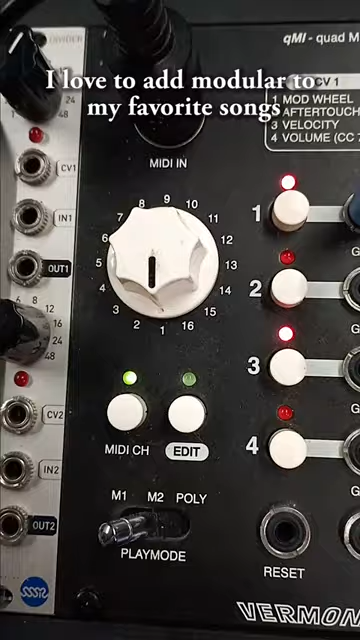 DIVIDER
qMI - quad M
I love to add modular to
my favorite songs
CV 1
1 MOD WHEEL
AFTERTOUCH
3 VELOCITY
4 VOLUME (CC 7
24
48
MIDI IN
CV1
IN1
OUT1
1 2 3 4 5 6 7 8 9 10 11 12 13 14 15 16
1
2
3
4
6 8 12
16
24
48
CV2
IN2
OUT2
MIDI CH
EDIT
M1 M2 POLY
PLAYMODE
RESET
G
G
G
VERMON